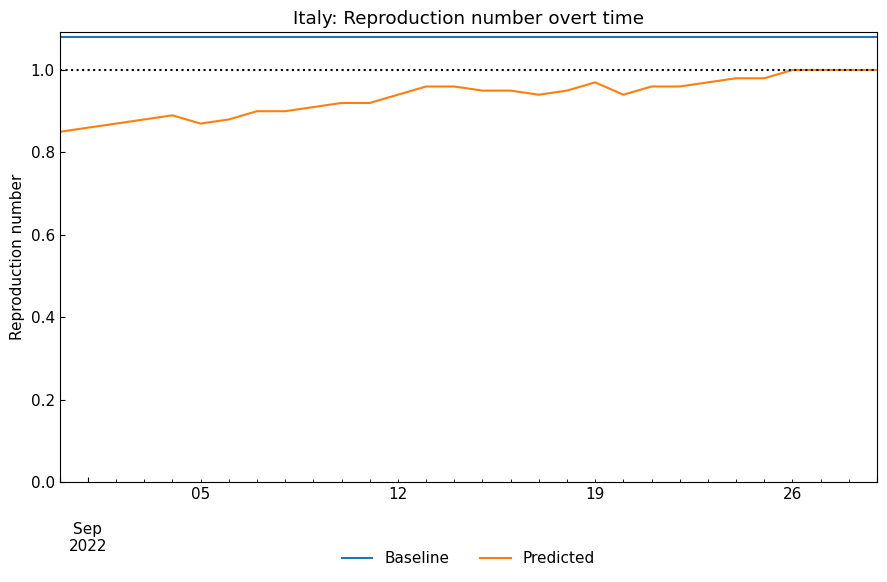 Italy: Reproduction number overt time
Reproduction number
1.0
0.8
0.6
0.4
0.2
0.0
05
12
19
26
Sep
2022
Baseline
Predicted